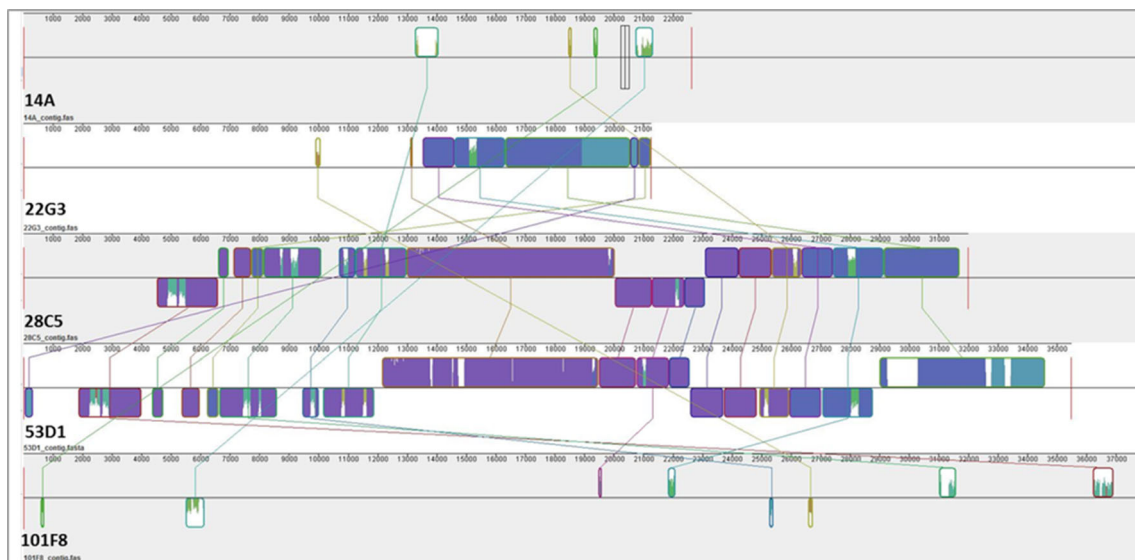 1000 2000 3000 4000 5000 6000 7000 8000 9000 10000 11000 12000 13000 14000 15000 16000 17000 18000 19000 20000 21000 22000
14A
14A_contig.fas
1000 2000 3000 4000 5000 6000 7000 8000 9000 10000 11000 12000 13000 14000 15000 16000 17000 18000 19000 20000 21000
22G3
22G3_contig.fas
1000 2000 3000 4000 5000 6000 7000 8000 9000 10000 11000 12000 13000 14000 15000 16000 17000 18000 19000 20000 21000 22000 23000 24000 25000 26000 27000 28000 29000 30000 31000
28C5
28C5_contig.fas
1000 2000 3000 4000 5000 6000 7000 8000 9000 10000 11000 12000 13000 14000 15000 16000 17000 18000 19000 20000 21000 22000 23000 24000 25000 26000 27000 28000 29000 30000 31000 32000 33000 34000 35000
53D1
53D1_contig.fasta
1000 2000 3000 4000 5000 6000 7000 8000 9000 10000 11000 12000 13000 14000 15000 16000 17000 18000 19000 20000 21000 22000 23000 24000 25000 26000 27000 28000 29000 30000 31000 32000 33000 34000 35000 36000 37000
101F8
101F8_contig.fas